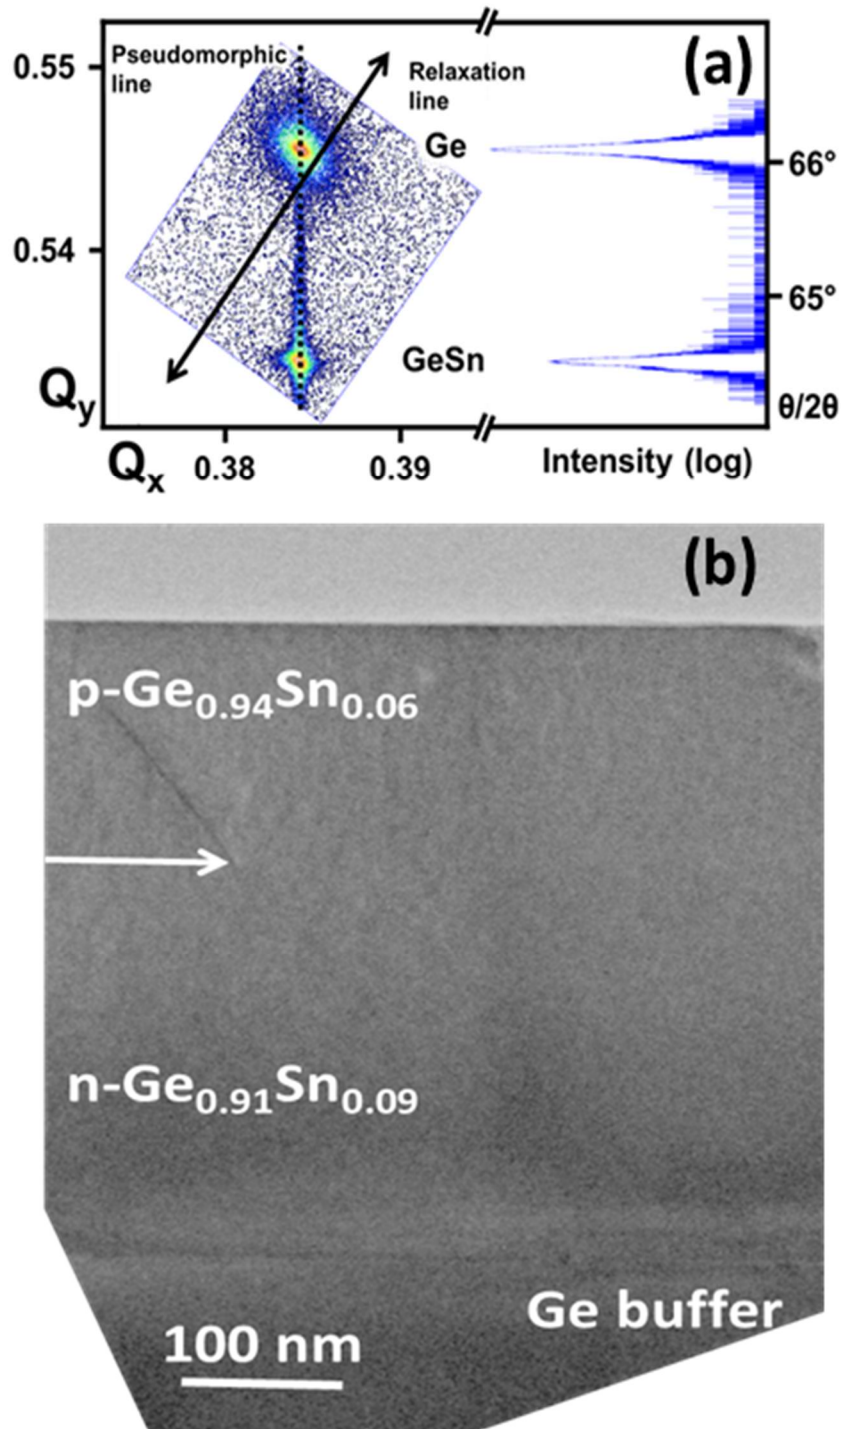 (a)
Pseudomorphic
line
Relaxation
line
Ge
GeSn
0.55
0.54
Qy
Qx
0.38
0.39
66°
65°
θ/2θ
Intensity (log)
(b)
p-Ge0.94Sn0.06
n-Ge0.91Sn0.09
Ge buffer
100 nm